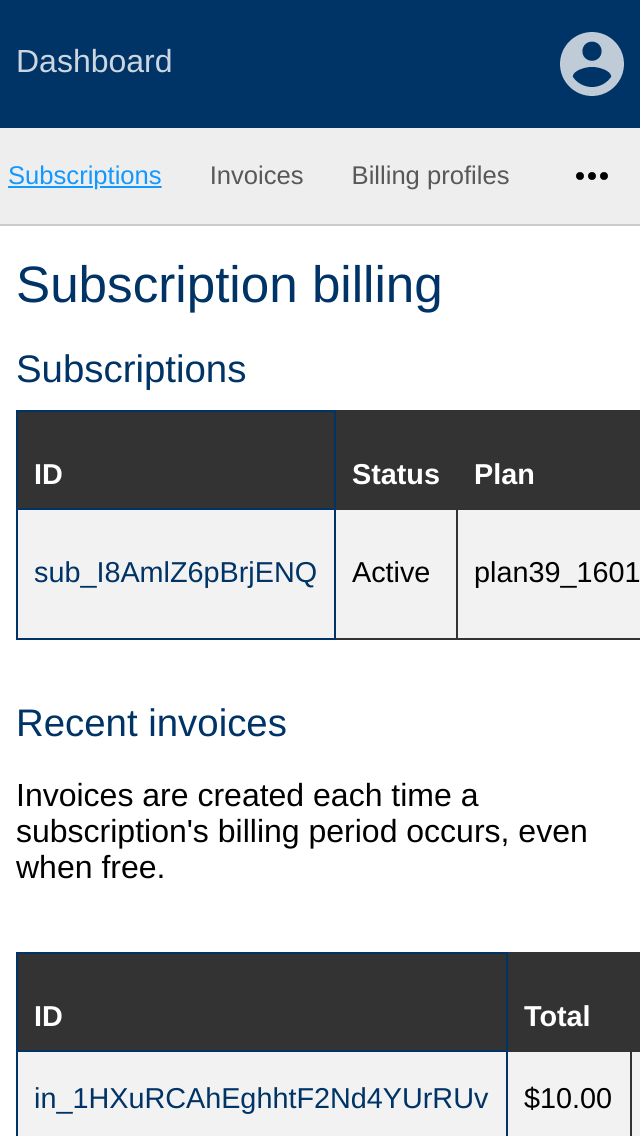 Dashboard
Subscriptions Invoices Billing profiles
Subscription billing
Subscriptions
ID Status Plan
sub_I8AmlZ6pBrjENQ Active plan39_1601
Recent invoices
Invoices are created each time a
subscription's billing period occurs, even
when free.
ID Total
in_1HXuRCAhEghhtF2Nd4YUrRUv $10.00